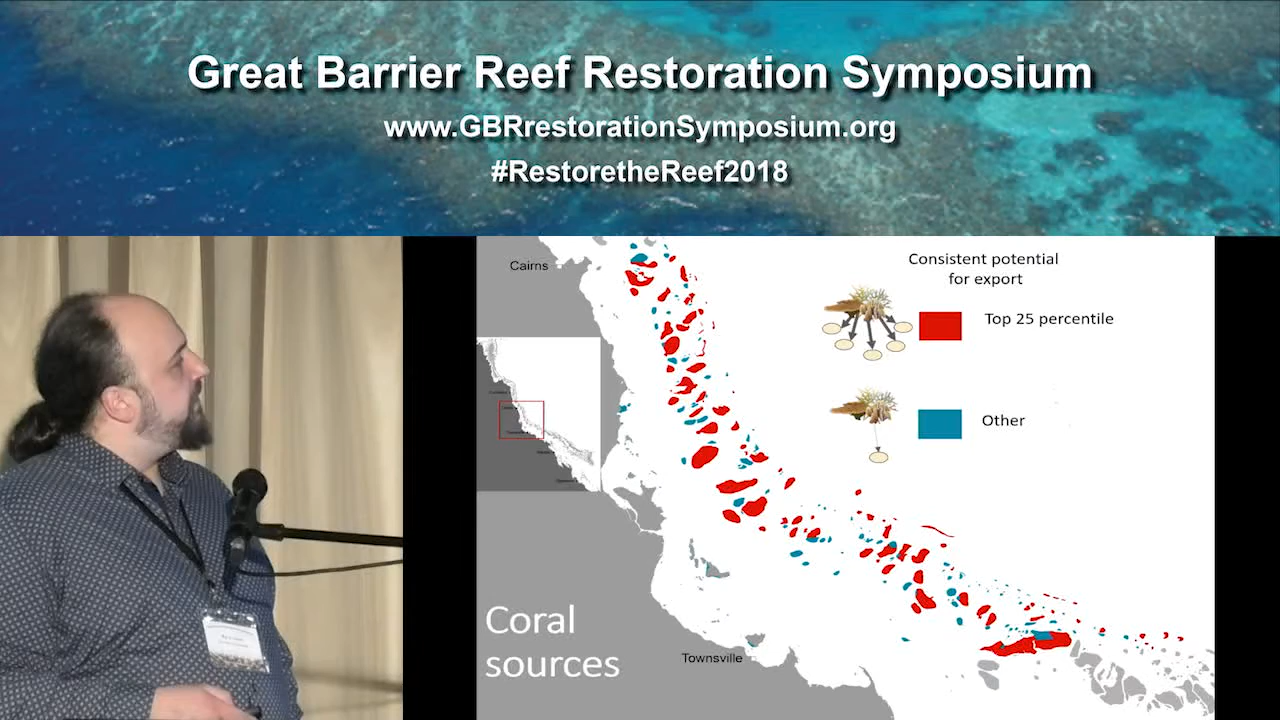 Great Barrier Reef Restoration Symposium
www.GBRrestorationSymposium.org
#RestoretheReef2018
Cairns
Consistent potential
for export
Top 25 percentile
Other
Coral
sources
Townsville